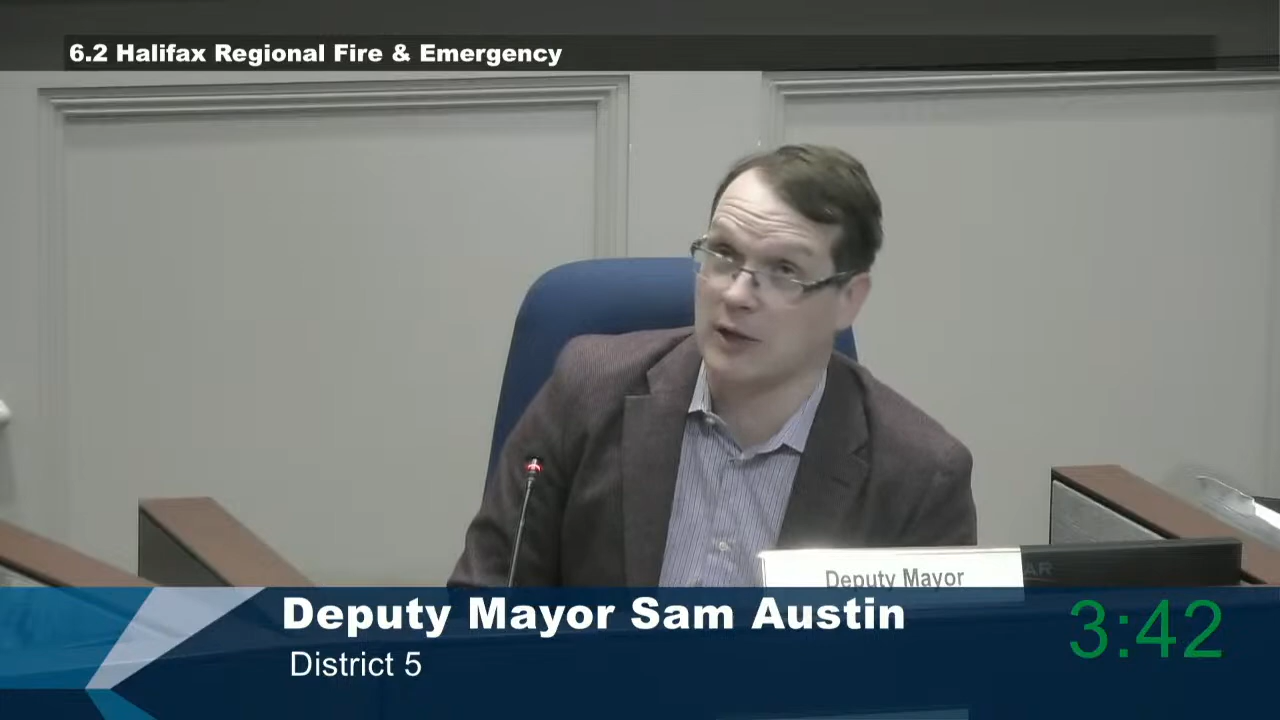 6.2 Halifax Regional Fire & Emergency
Deputy Mayor
Deputy Mayor Sam Austin
District 5
3:42